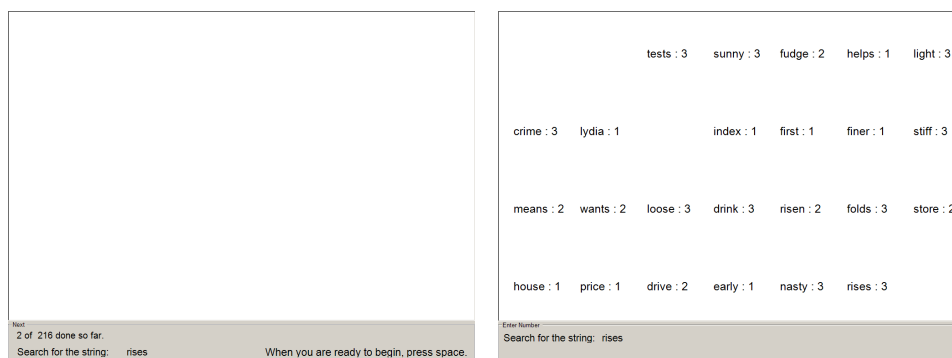 Next
2 of 216 done so far.
Search for the string: rises When you are ready to begin, press space.
tests : 3 sunny : 3 fudge : 2 helps : 1 light : 3
crime : 3 lydia : 1 index : 1 first : 1 finer : 1 stiff : 3
means : 2 wants : 2 loose : 3 drink : 3 risen : 2 folds : 3 store : 2
house : 1 price : 1 drive : 2 early : 1 nasty : 3 rises : 3
Enter Number
Search for the string: rises